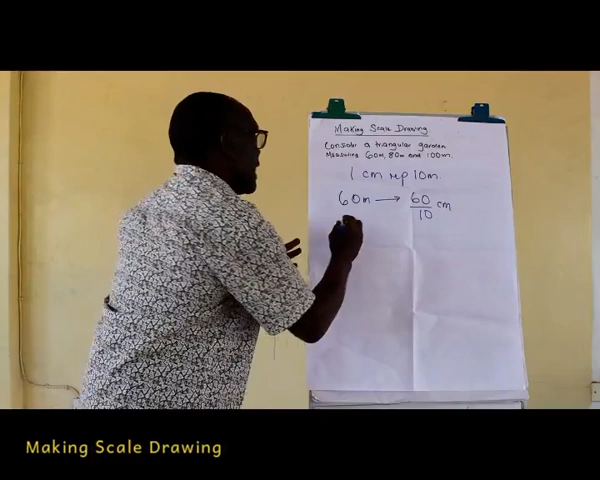 Making Scale Drawing
Consider a triangular garden
Measuring 60m, 80m and 100m.
1 cm rep 10m.
60m → 60/10 cm
Making Scale Drawing